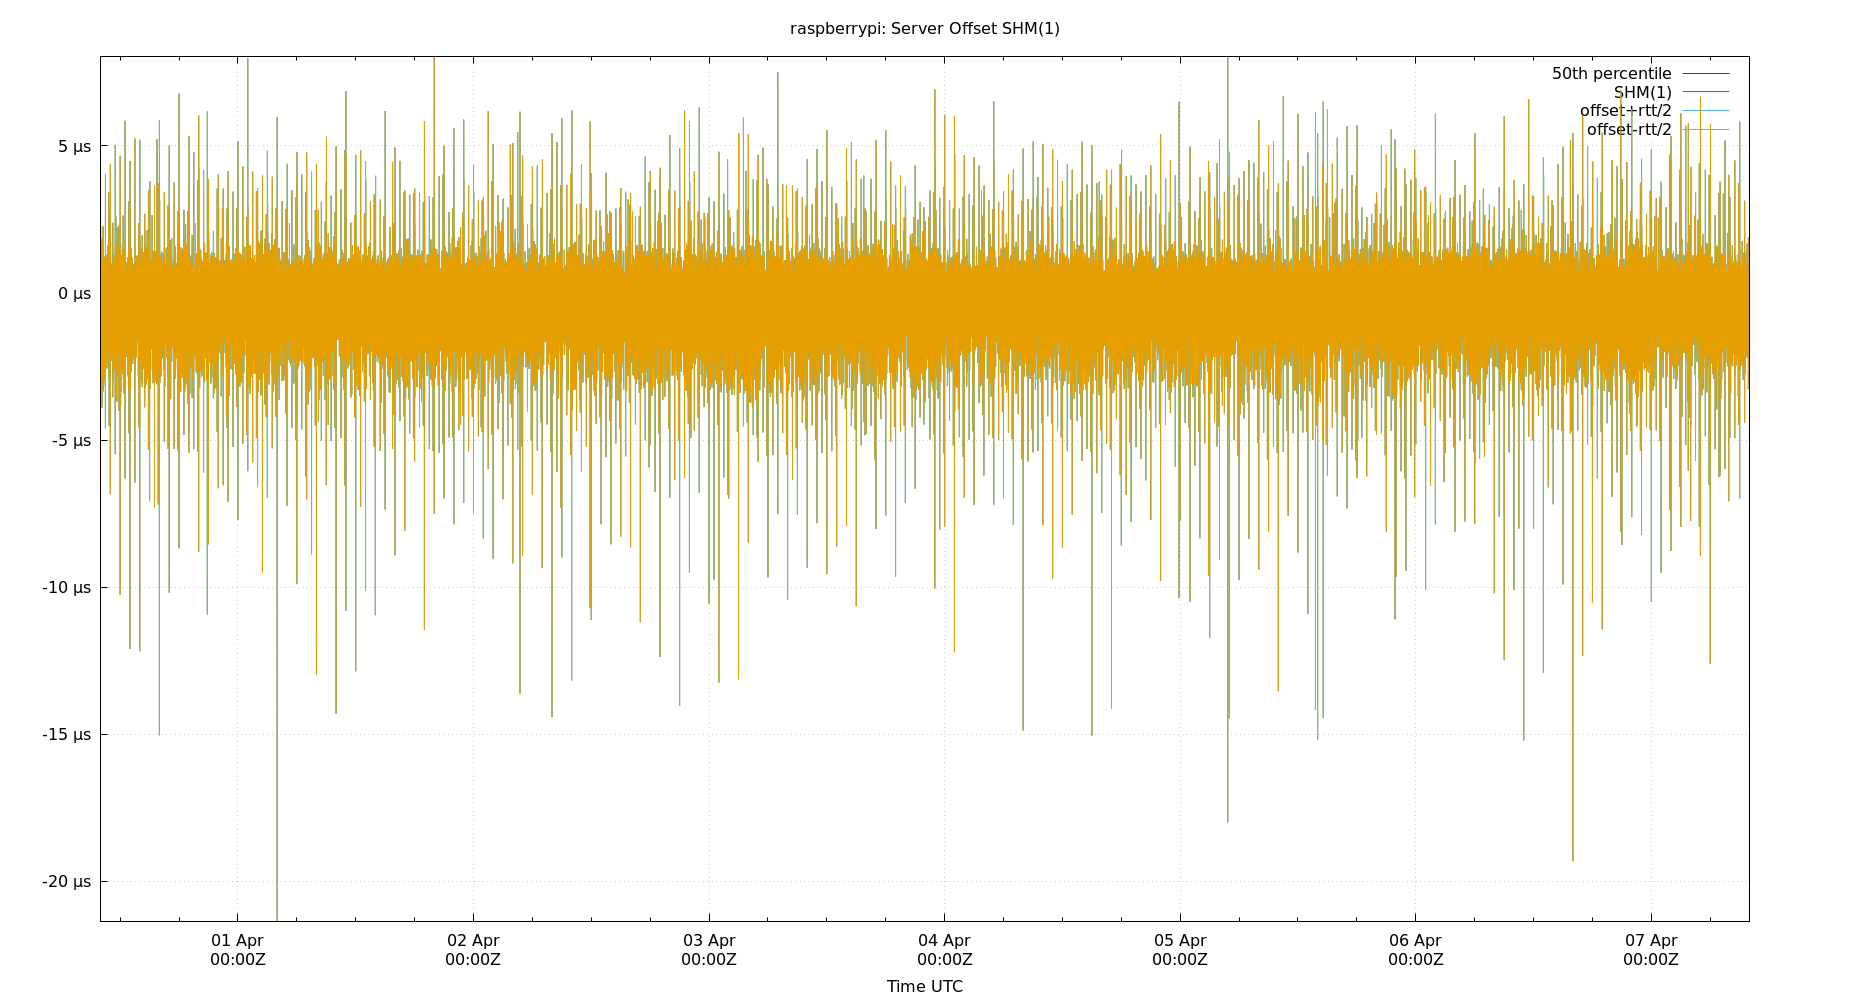 raspberrypi: Server Offset SHM(1)
50th percentile
SHM(1)
offset+rtt/2
offset-rtt/2
5 µs
0 µs
-5 µs
-10 µs
-15 µs
-20 µs
01 Apr
00:00Z
02 Apr
00:00Z
03 Apr
00:00Z
04 Apr
00:00Z
05 Apr
00:00Z
06 Apr
00:00Z
07 Apr
00:00Z
Time UTC